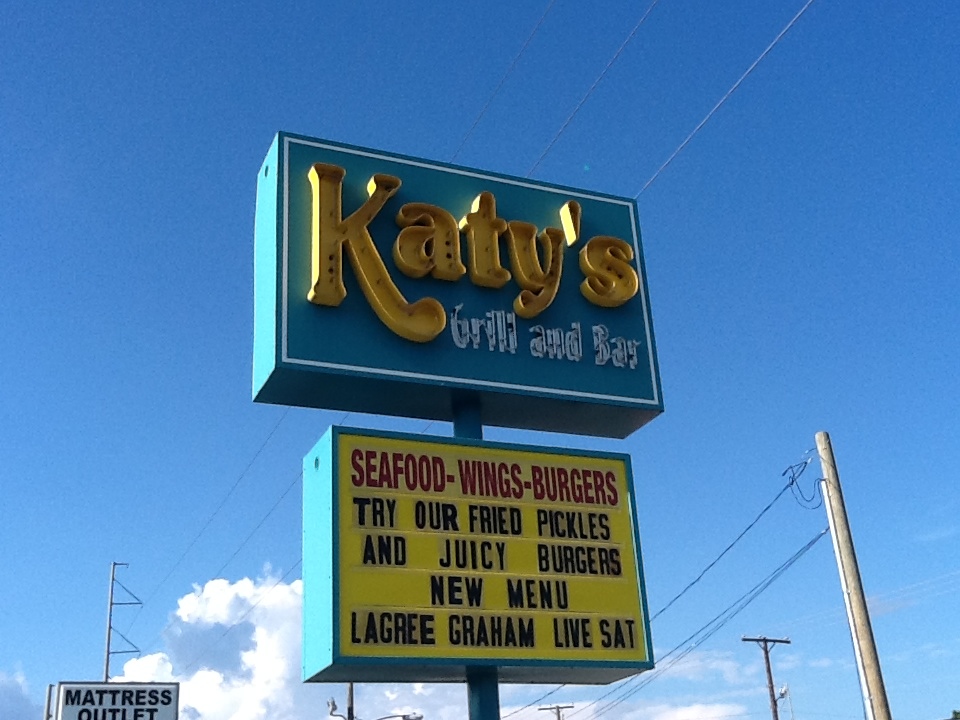 Katy's
Grill and Bar
SEAFOOD-WINGS-BURGERS
TRY OUR FRIED PICKLES
AND JUICY BURGERS
NEW MENU
LAGREE GRAHAM LIVE SAT
MATTRESS
OUTLET